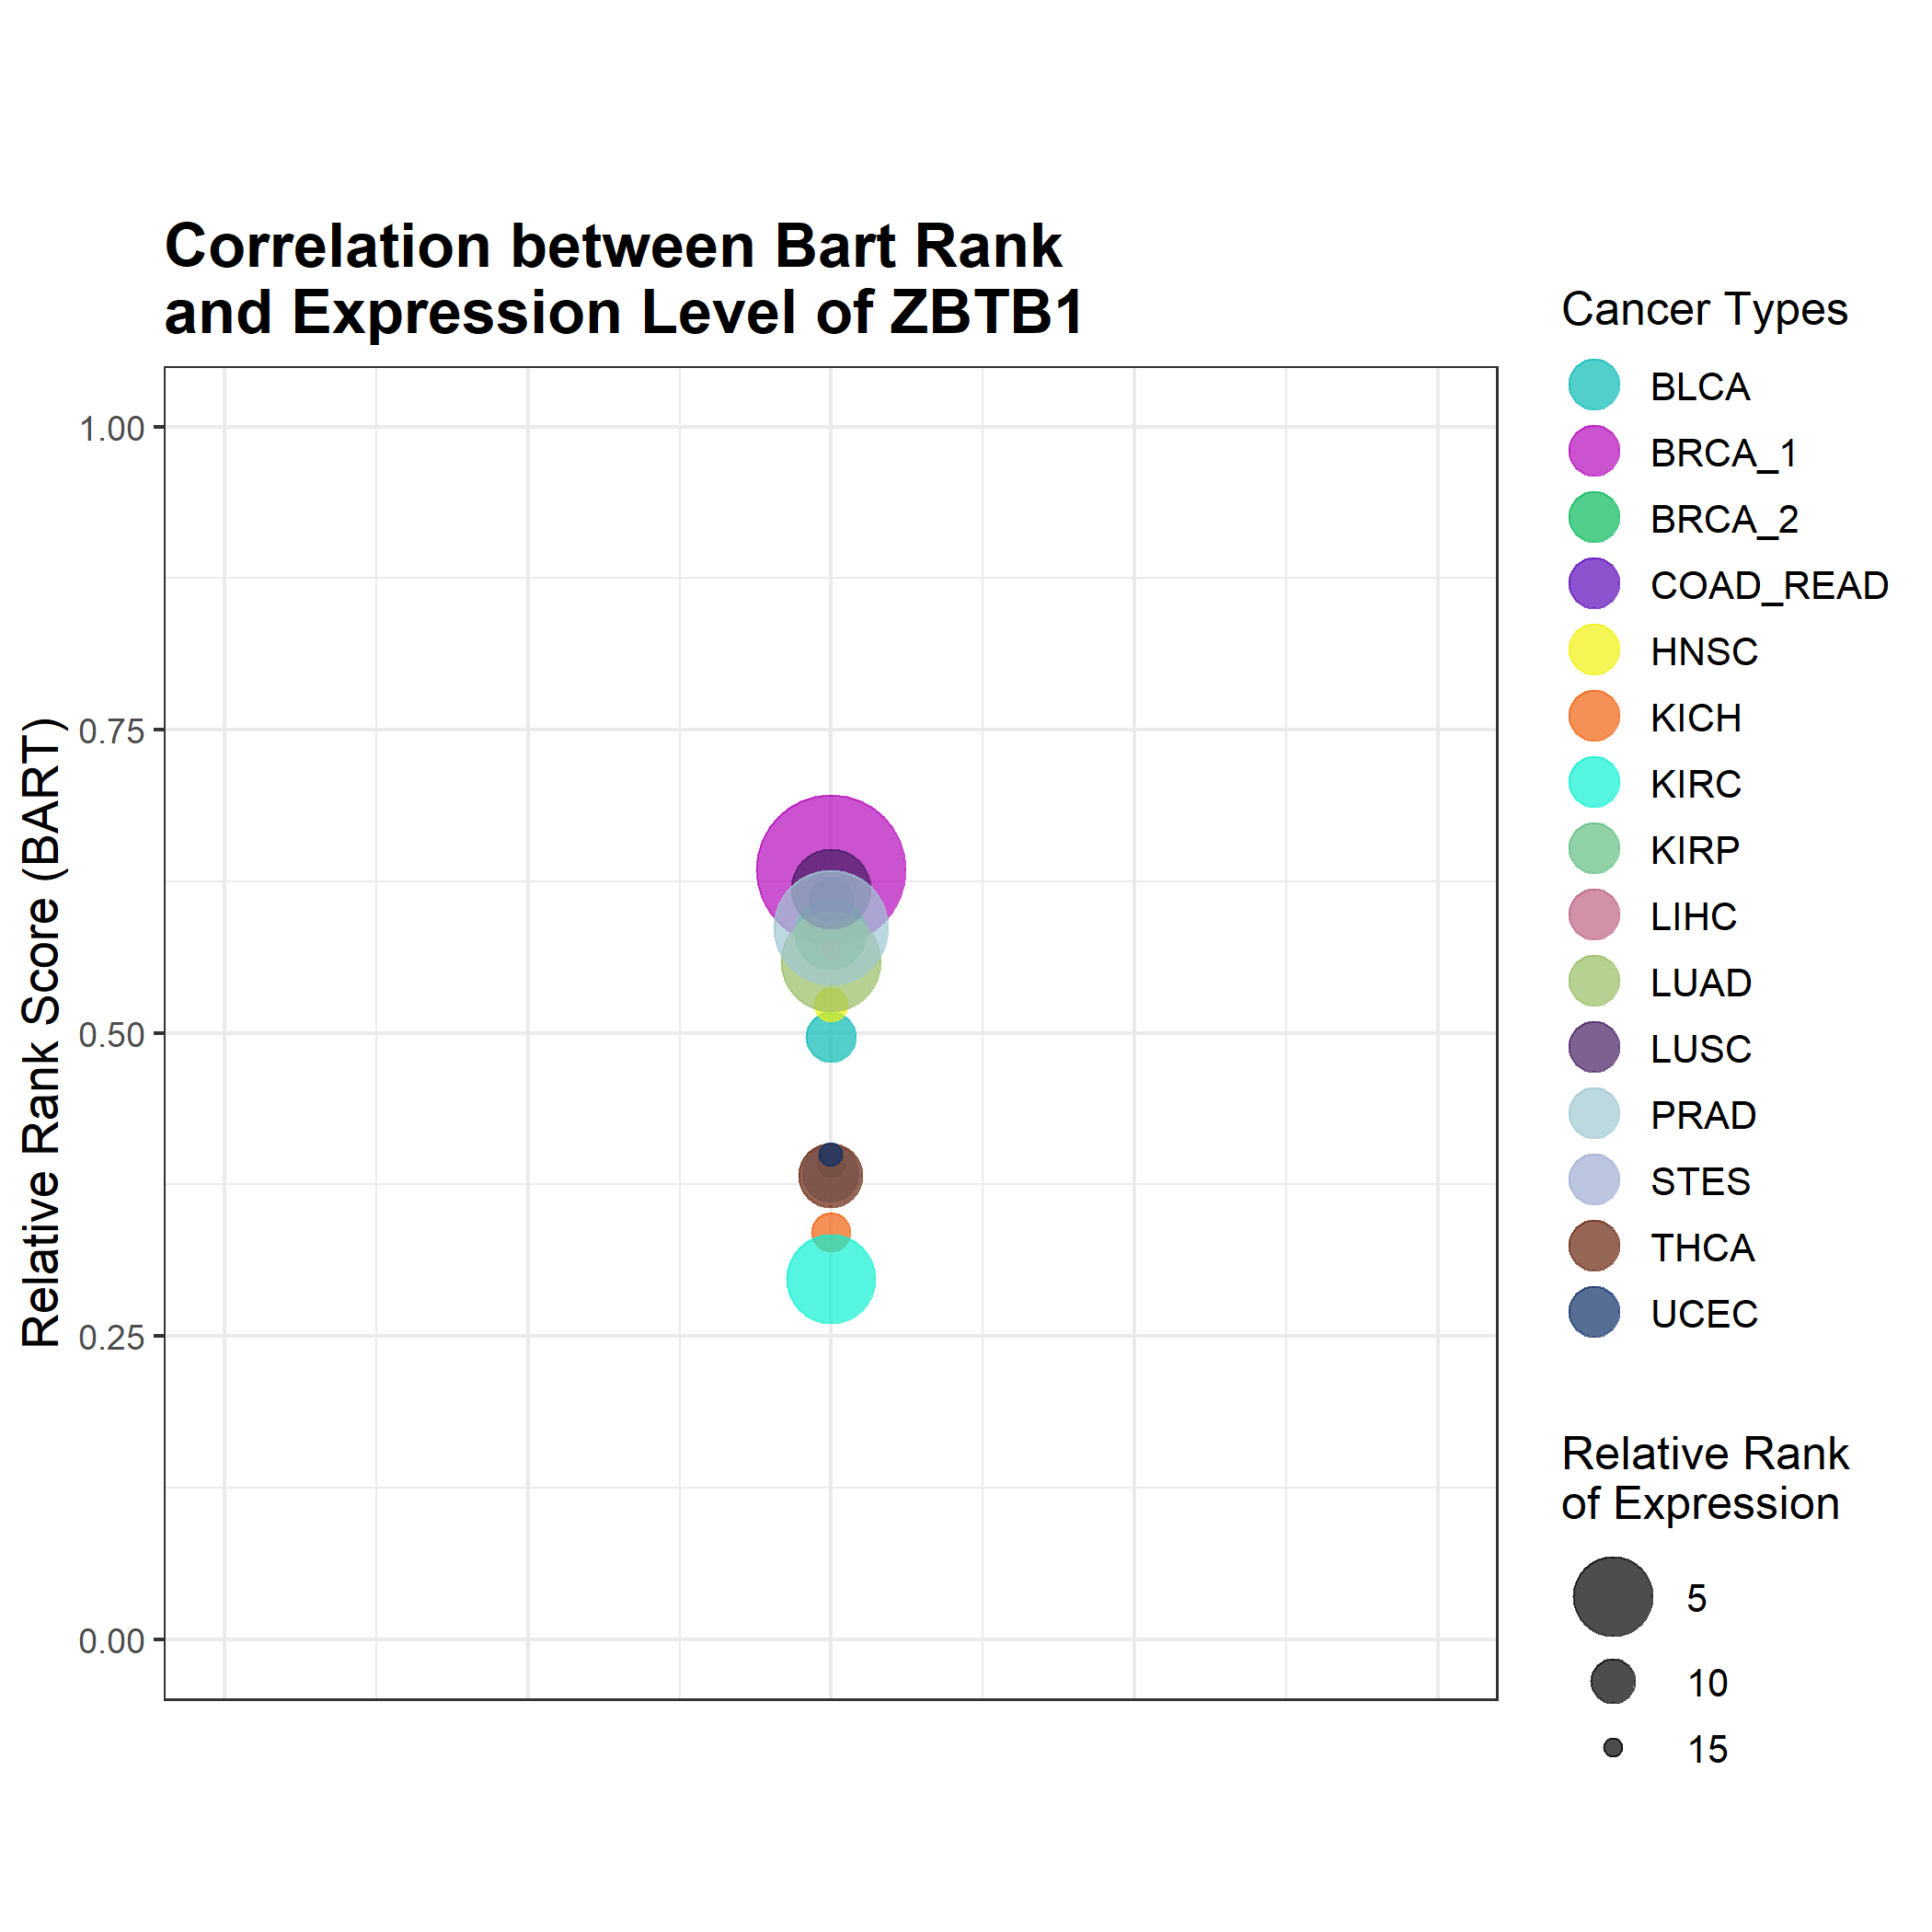 Correlation between Bart Rank
and Expression Level of ZBTB1
Relative Rank Score (BART)
1.00
0.75
0.50
0.25
0.00
Cancer Types
BLCA
BRCA_1
BRCA_2
COAD_READ
HNSC
KICH
KIRC
KIRP
LIHC
LUAD
LUSC
PRAD
STES
THCA
UCEC
Relative Rank
of Expression
5
10
15